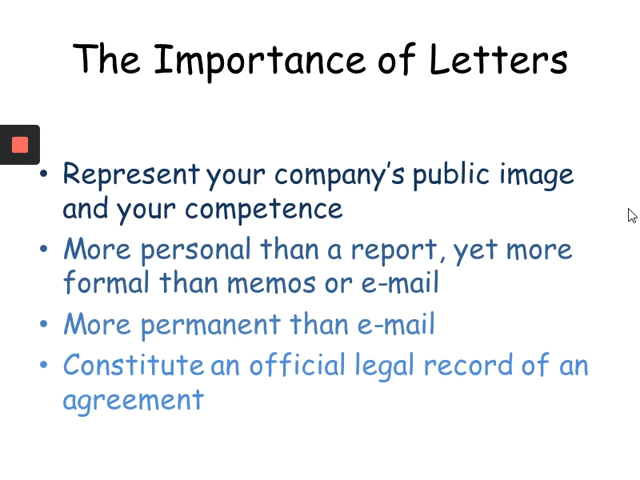 The Importance of Letters
• Represent your company's public image
and your competence
• More personal than a report, yet more
formal than memos or e-mail
• More permanent than e-mail
• Constitute an official legal record of an
agreement